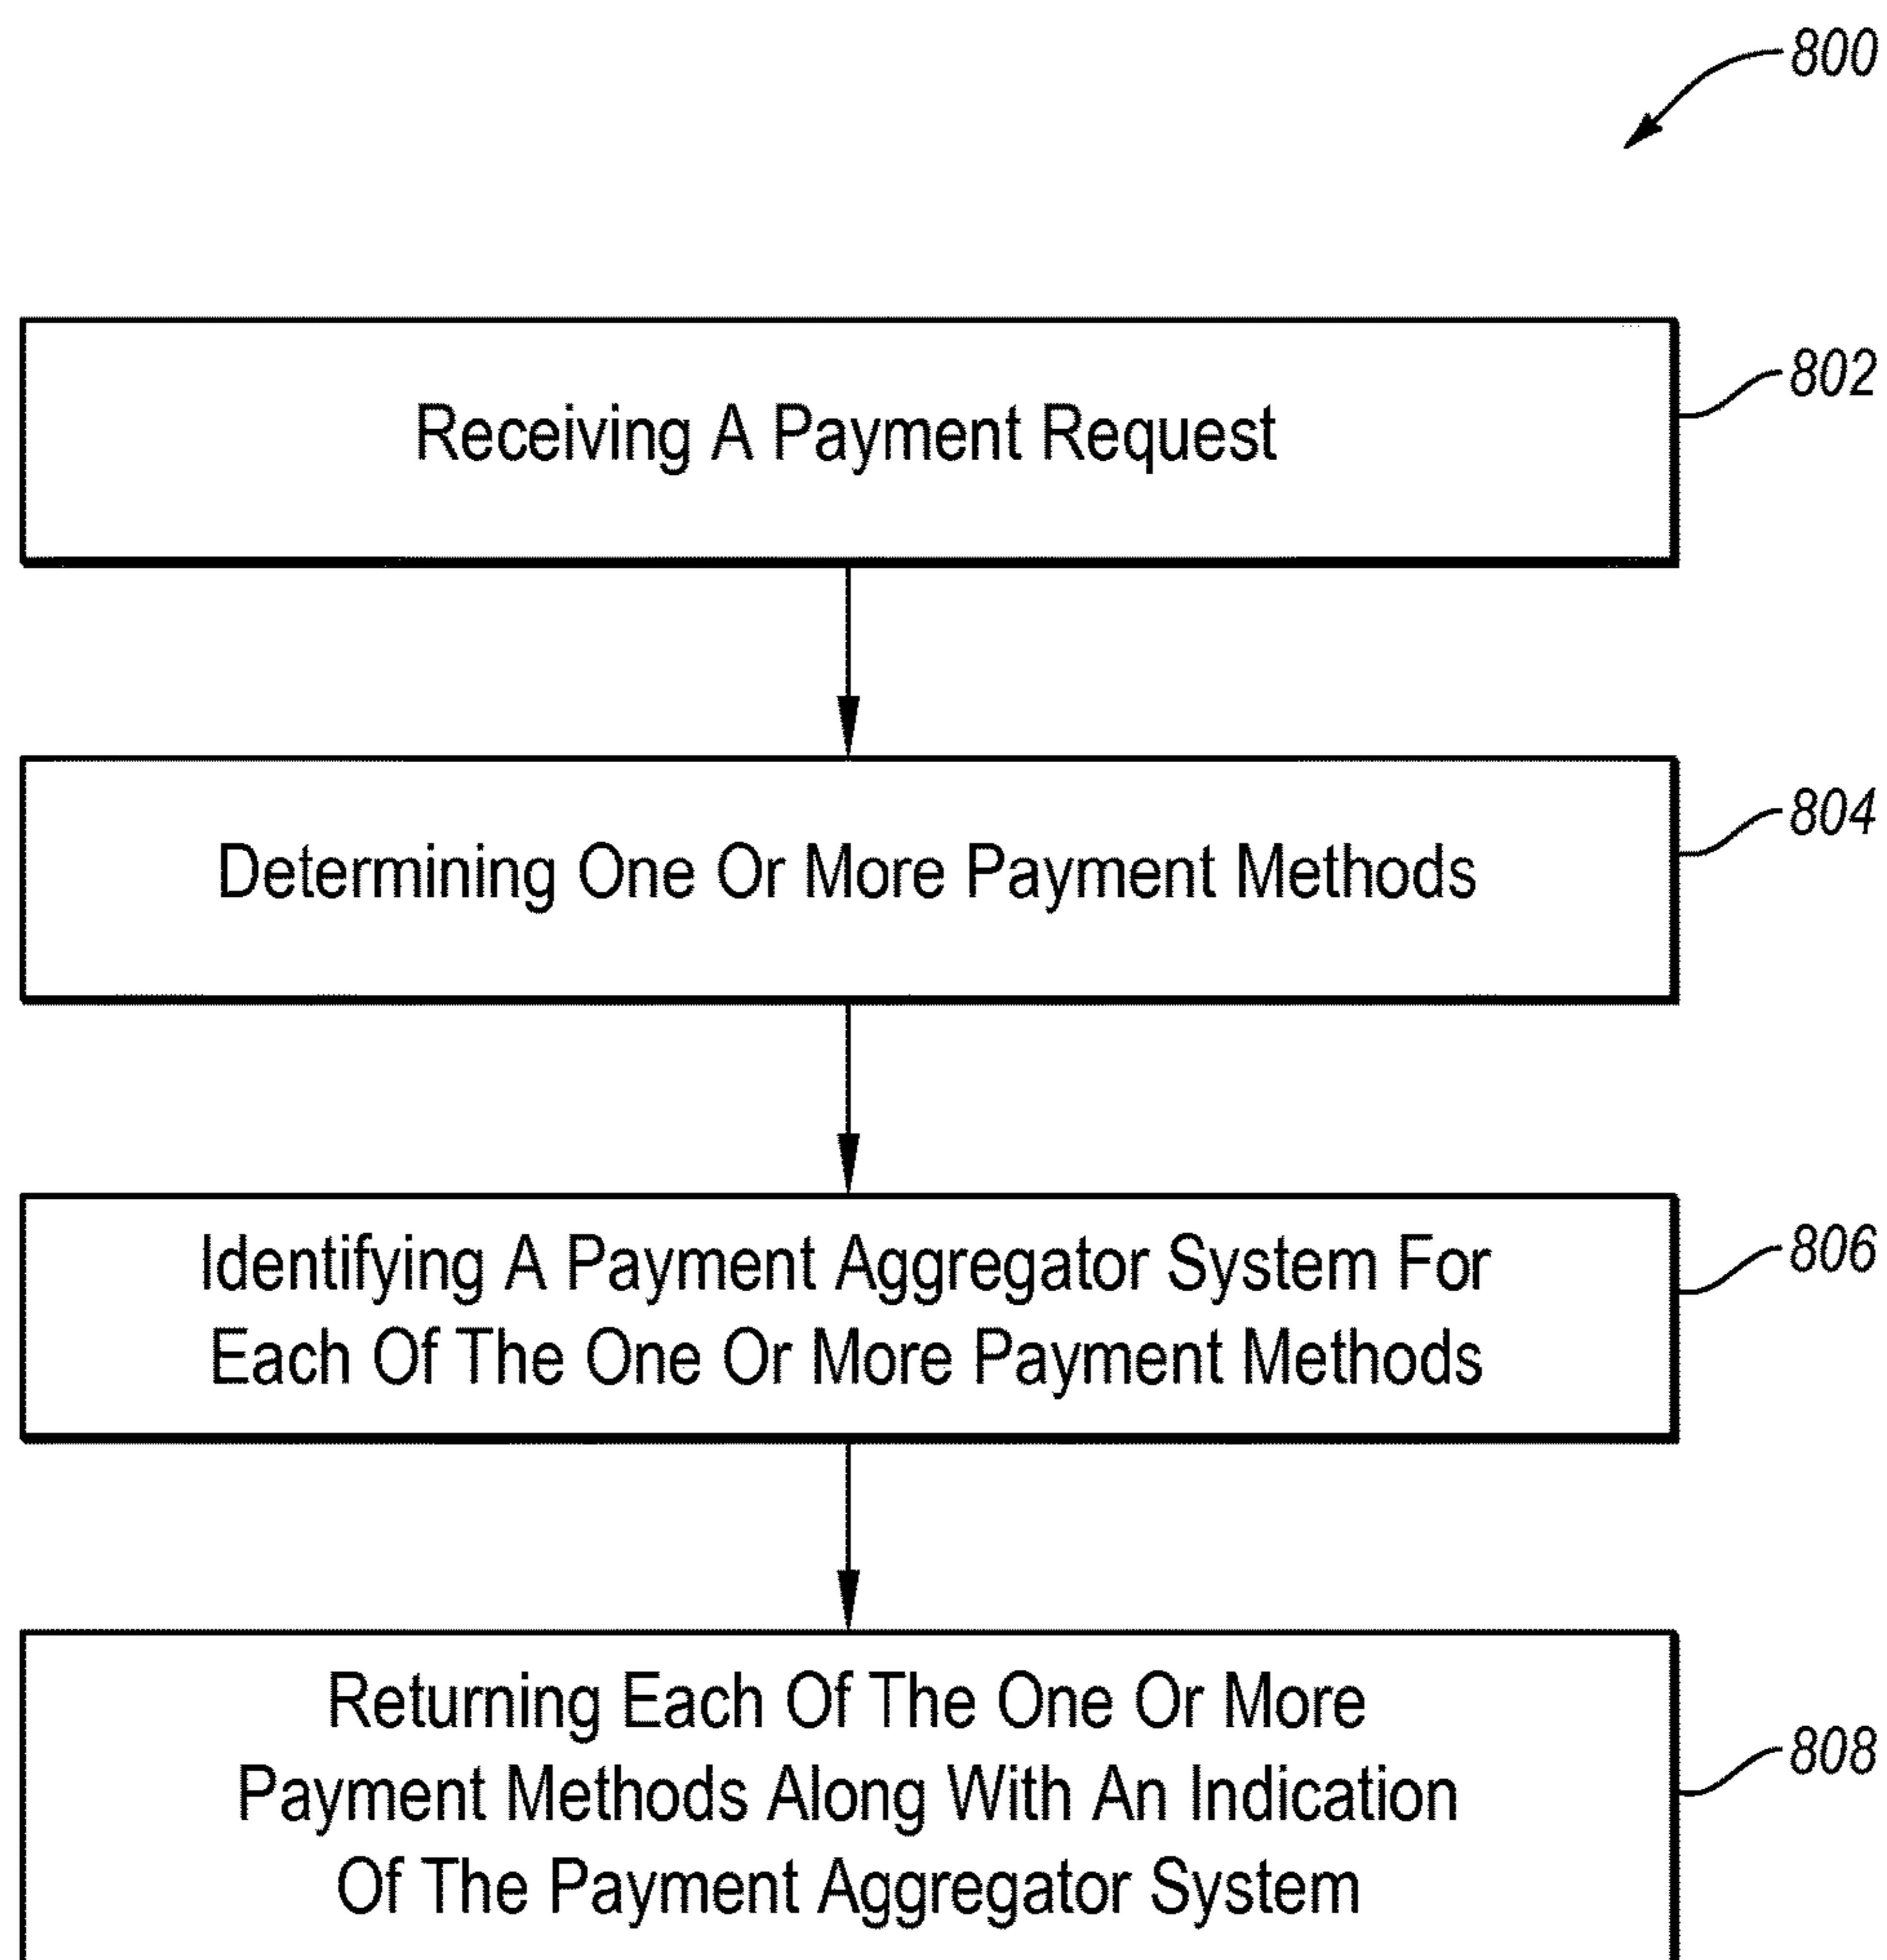 800
Receiving A Payment Request
802
Determining One Or More Payment Methods
804
Identifying A Payment Aggregator System For
Each Of The One Or More Payment Methods
806
Returning Each Of The One Or More
Payment Methods Along With An Indication
Of The Payment Aggregator System
808